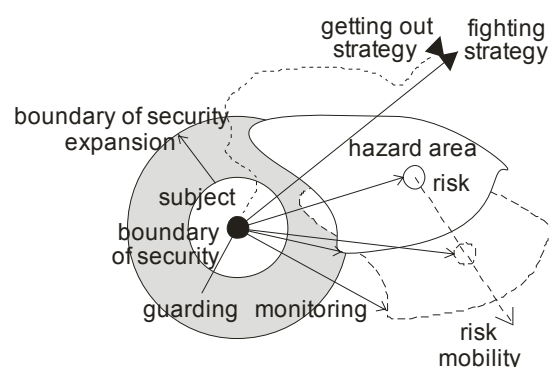 getting out
strategy
fighting
strategy
boundary of security
expansion
hazard area
risk
subject
boundary
of security
guarding
monitoring
risk
mobility